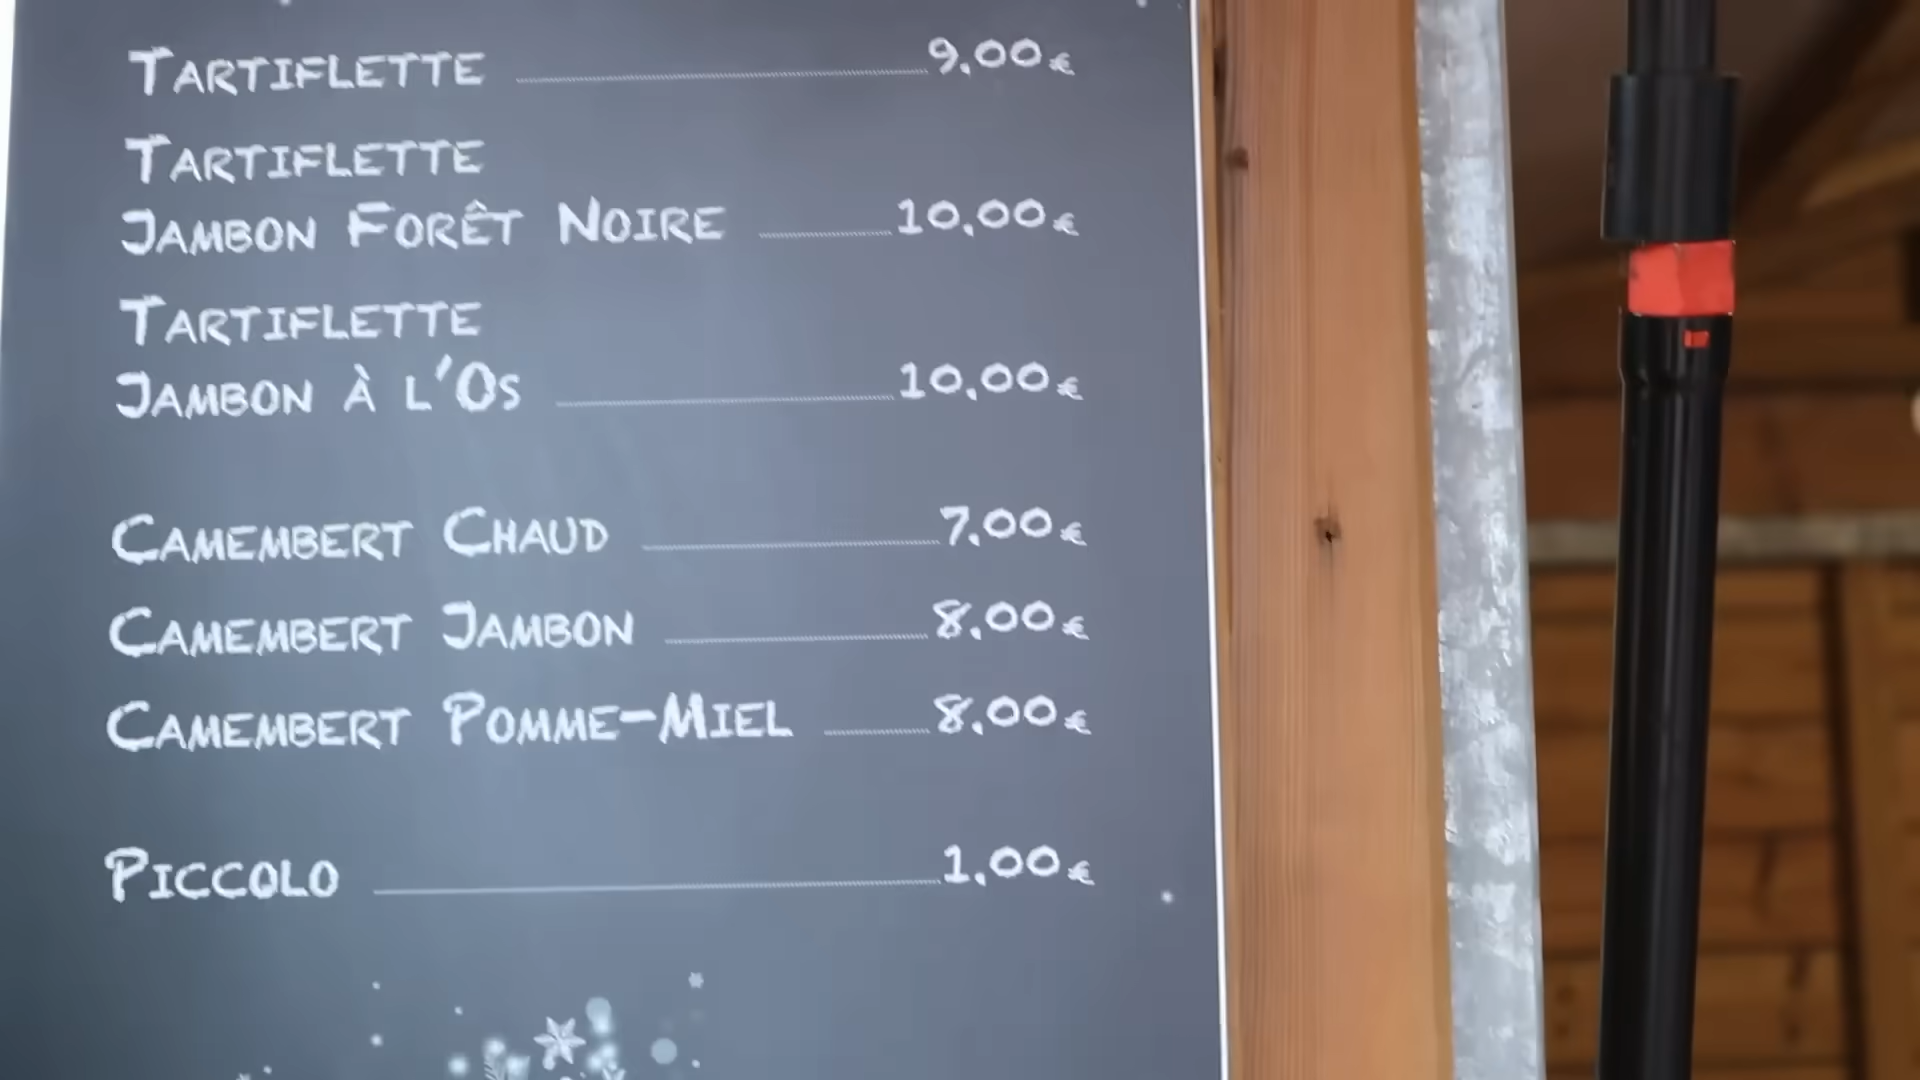 Tartiflette 9,00€
Tartiflette
Jambon Forêt Noire 10,00€
Tartiflette
Jambon à l'Os 10,00€
Camembert Chaud 7,00€
Camembert Jambon 8,00€
Camembert Pomme-Miel 8,00€
Piccolo 1,00€